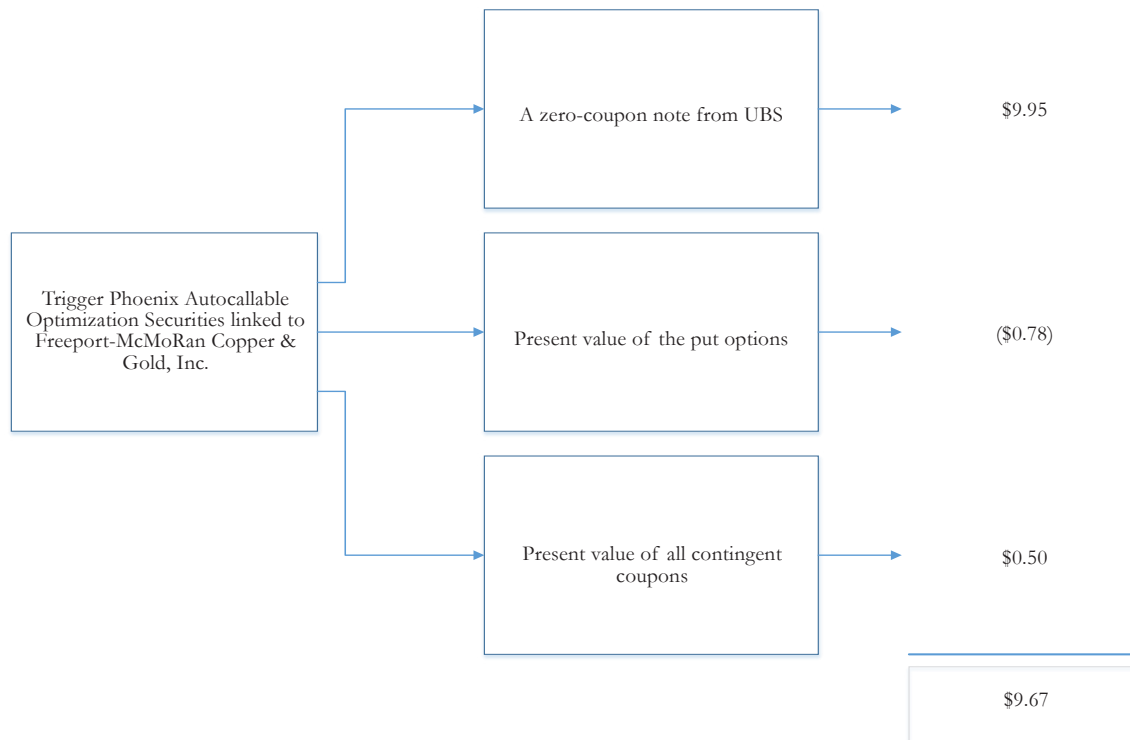 A zero-coupon note from UBS
$9.95
Trigger Phoenix Autocallable
Optimization Securities linked to
Freeport-McMoRan Copper &
Gold, Inc.
Present value of the put options
($0.78)
Present value of all contingent
coupons
$0.50
$9.67